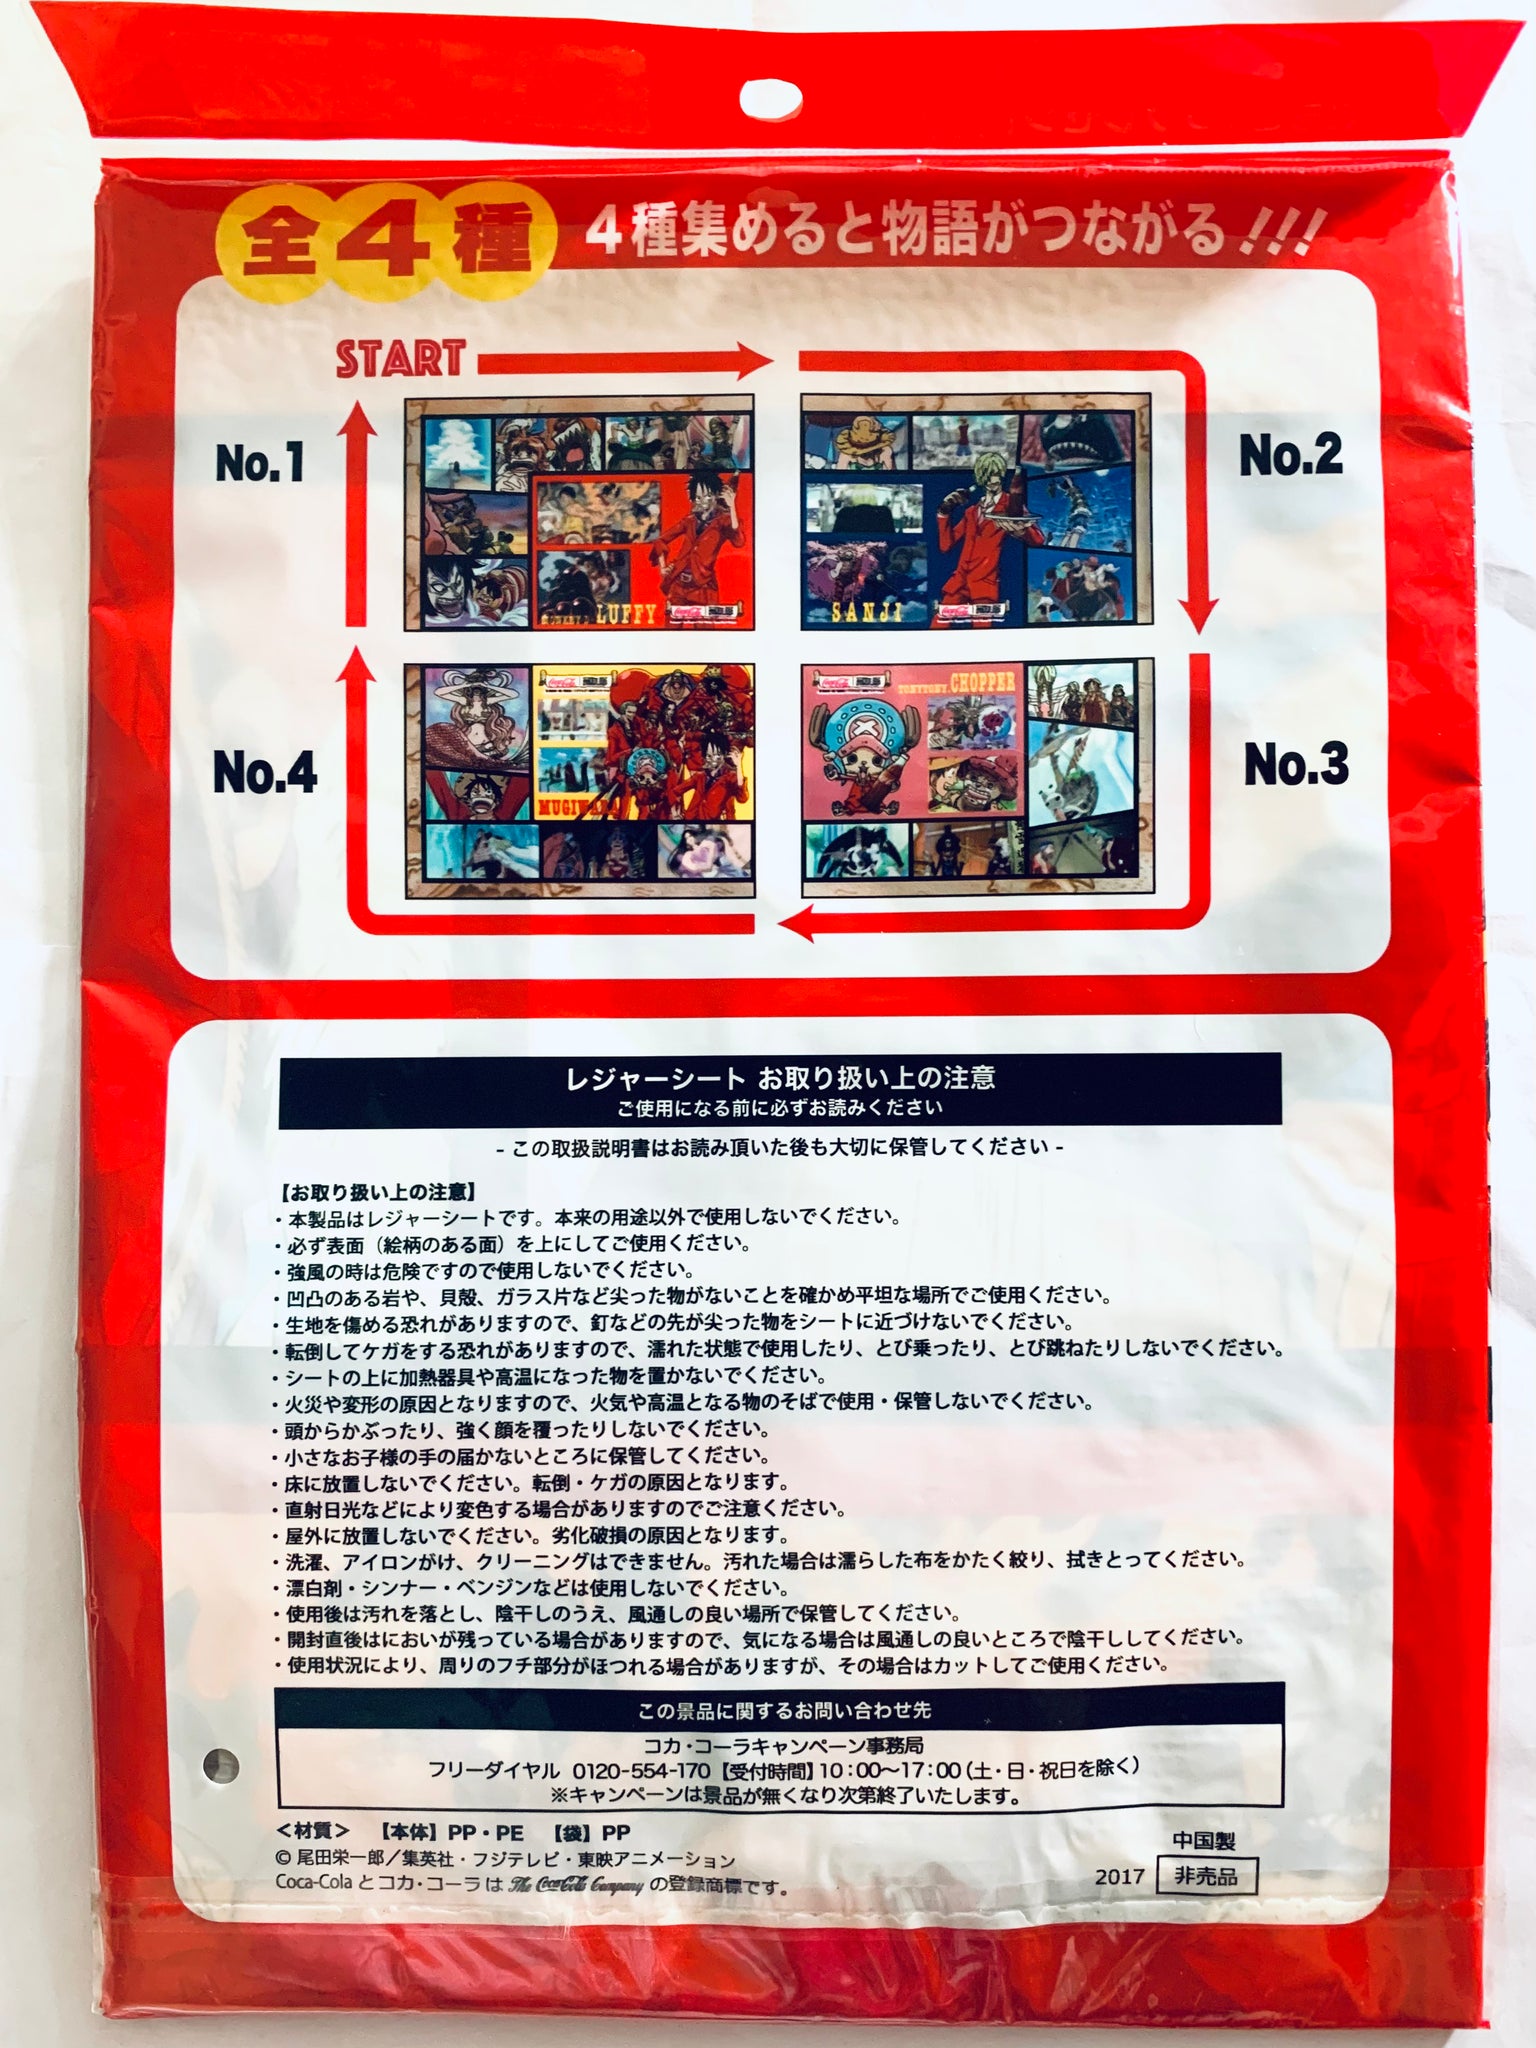 全4種
4種集めると物語がつながる!!!
START
No.1
No.2
LUFFY
SANJI
TONYTONY.CHOPPER
No.4
No.3
レジャーシート お取り扱い上の注意
ご使用になる前に必ずお読みください
- この取扱説明書はお読み頂いた後も大切に保管してください -
【お取り扱い上の注意】
・本製品はレジャーシートです。本来の用途以外で使用しないでください。
・必ず表面（絵柄のある面）を上にしてご使用ください。
・強風の時は危険ですので使用しないでください。
・凹凸のある岩や、貝殻、ガラス片など尖った物がないことを確かめ平坦な場所でご使用ください。
・生地を傷める恐れがありますので、釘などの先が尖った物をシートに近づけないでください。
・転倒してケガをする恐れがありますので、濡れた状態で使用したり、とび乗ったり、とび跳ねたりしないでください。
・シートの上に加熱器具や高温になった物を置かないでください。
・火災や変形の原因となりますので、火気や高温となる物のそばで使用・保管しないでください。
・頭からかぶったり、強く顔を覆ったりしないでください。
・小さなお子様の手の届かないところに保管してください。
・床に放置しないでください。転倒・ケガの原因となります。
・直射日光などにより変色する場合がありますのでご注意ください。
・屋外に放置しないでください。劣化破損の原因となります。
・洗濯、アイロンがけ、クリーニングはできません。汚れた場合は濡らした布をかたく絞り、拭きとってください。
・漂白剤・シンナー・ベンジンなどは使用しないでください。
・使用後は汚れを落とし、陰干しのうえ、風通しの良い場所で保管してください。
・開封直後はにおいが残っている場合がありますので、気になる場合は風通しの良いところで陰干ししてください。
・使用状況により、周りのフチ部分がほつれる場合がありますが、その場合はカットしてご使用ください。
この景品に関するお問い合わせ先
コカ・コーラキャンペーン事務局
フリーダイヤル 0120-554-170【受付時間】10：00〜17：00（土・日・祝日を除く）
※キャンペーンは景品が無くなり次第終了いたします。
＜材質＞ 【本体】PP・PE 【袋】PP
© 尾田栄一郎／集英社・フジテレビ・東映アニメーション
Coca-Cola とコカ・コーラは The Coca-Cola Company の登録商標です。
中国製
2017 非売品